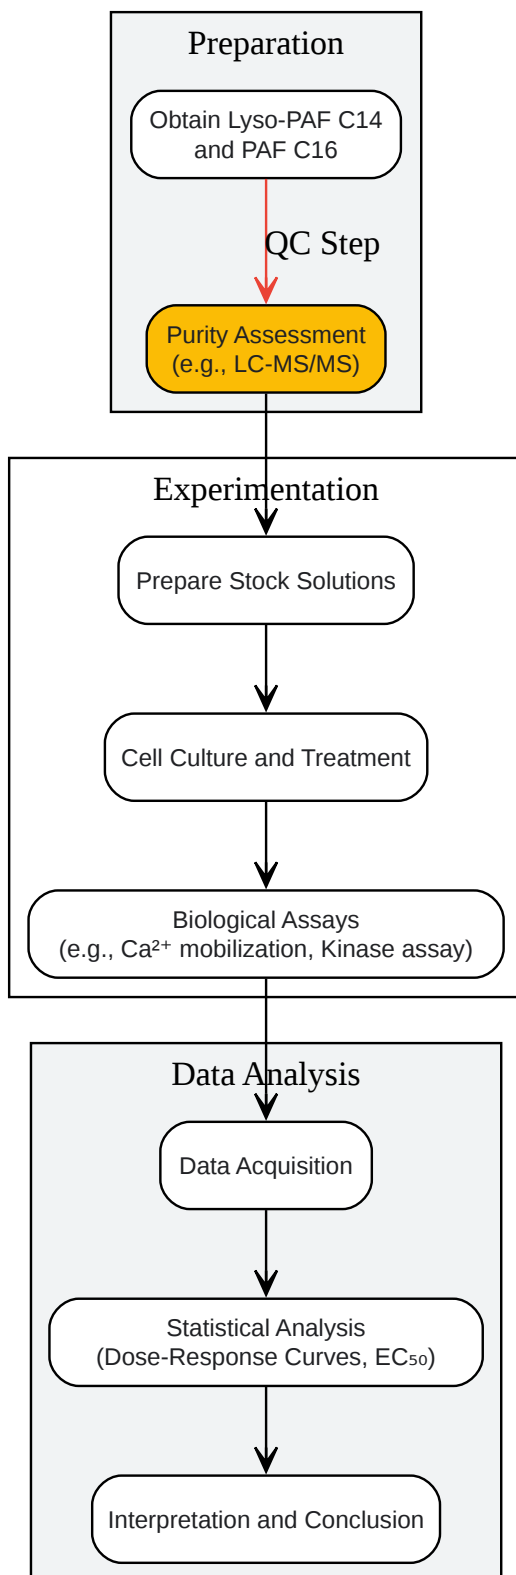 Preparation
Obtain Lyso-PAF C14
and PAF C16
QC Step
Purity Assessment
(e.g., LC-MS/MS)
Experimentation
Prepare Stock Solutions
Cell Culture and Treatment
Biological Assays
(e.g., Ca²⁺ mobilization, Kinase assay)
Data Analysis
Data Acquisition
Statistical Analysis
(Dose-Response Curves, EC₅₀)
Interpretation and Conclusion